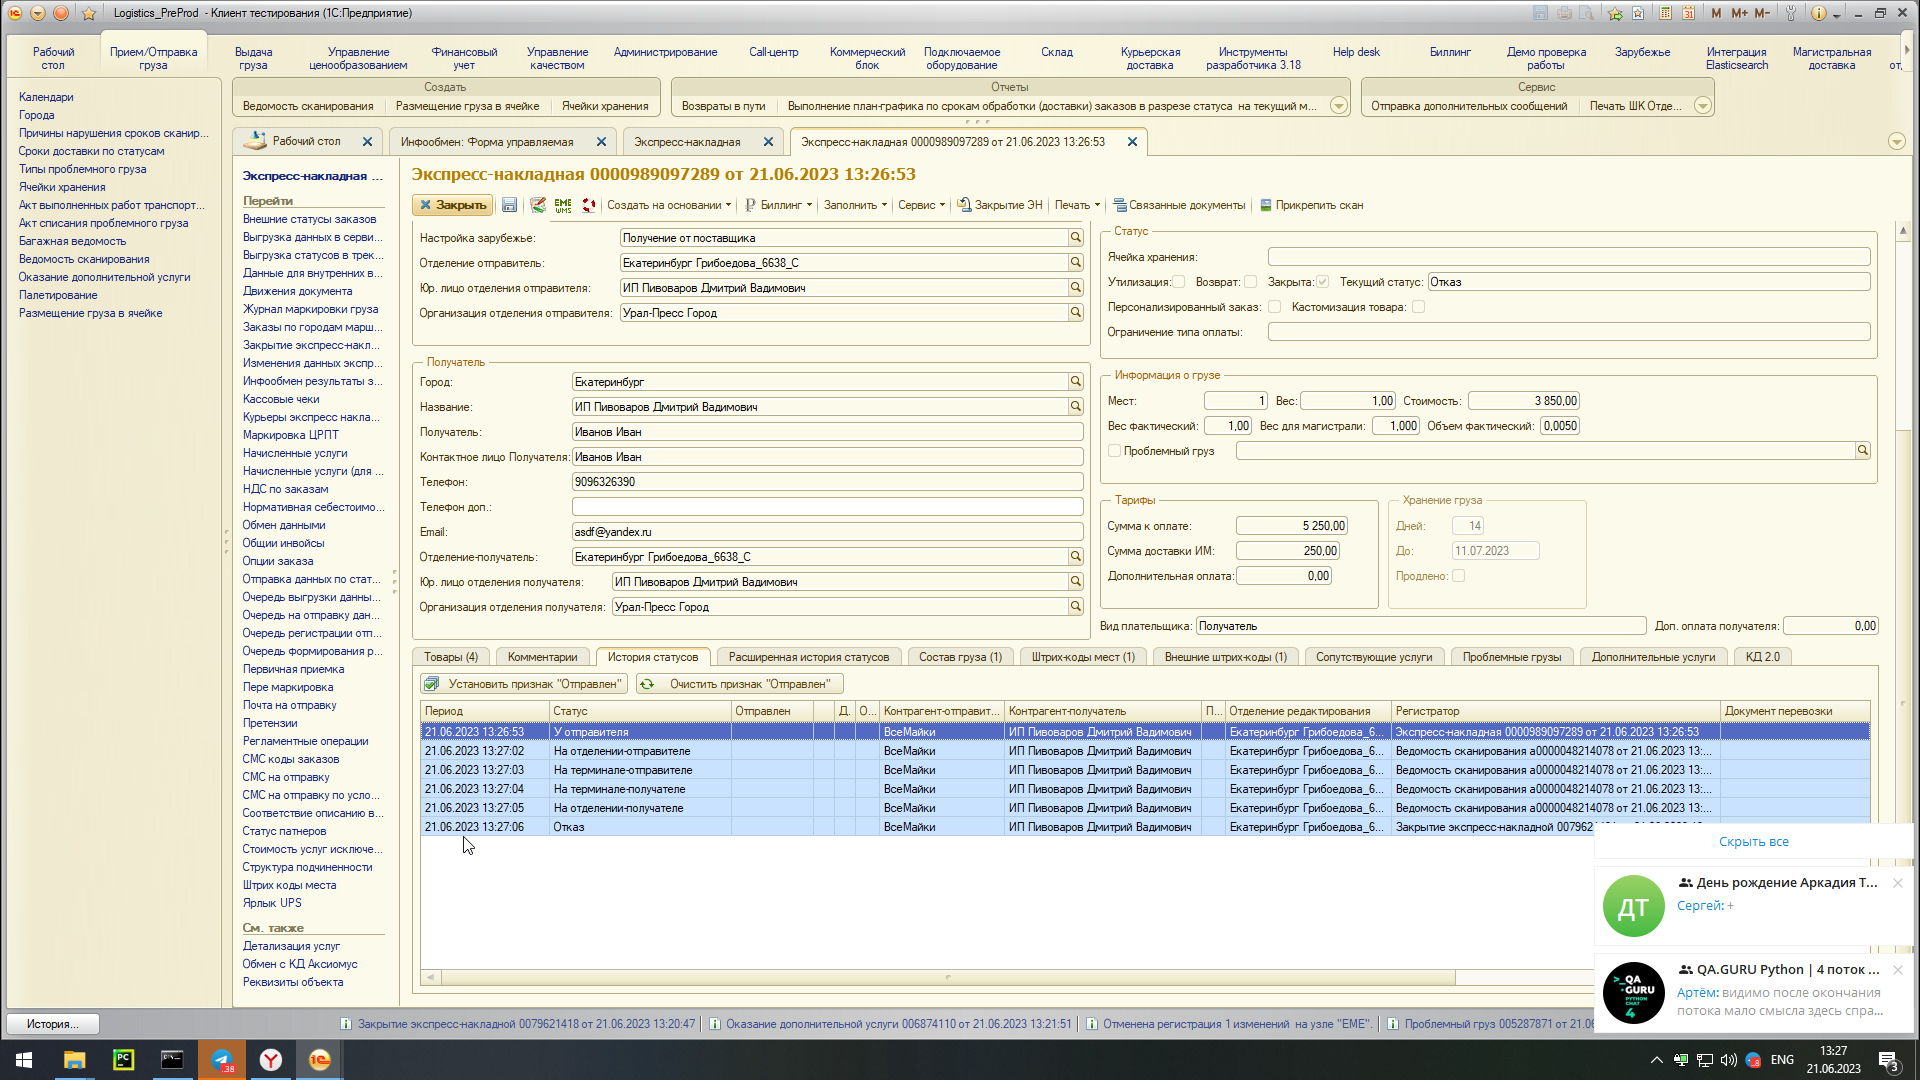 Logistics_PreProd - Клиент тестирования (1С:Предприятие)
M M+ M-
Рабочий стол
Прием/Отправка груза
Выдача груза
Управление ценообразованием
Финансовый учет
Управление качеством
Администрирование
Call-центр
Коммерческий блок
Подключаемое оборудование
Склад
Курьерская доставка
Инструменты разработчика 3.18
Help desk
Биллинг
Демо проверка работы
Зарубежье
Интеграция Elasticsearch
Магистральная доставка
Создать
Ведомость сканирования
Размещение груза в ячейке
Ячейки хранения
Отчеты
Возвраты в пути
Выполнение план-графика по срокам обработки (доставки) заказов в разрезе статуса на текущий м...
Сервис
Отправка дополнительных сообщений
Печать ШК Отде...
Календари
Города
Причины нарушения сроков сканир...
Сроки доставки по статусам
Типы проблемного груза
Ячейки хранения
Акт выполненных работ транспорт...
Акт списания проблемного груза
Багажная ведомость
Ведомость сканирования
Оказание дополнительной услуги
Палетирование
Размещение груза в ячейке
Рабочий стол
Инфообмен: Форма управляемая
Экспресс-накладная
Экспресс-накладная 0000989097289 от 21.06.2023 13:26:53
Экспресс-накладная ...
Перейти
Внешние статусы заказов
Выгрузка данных в серви...
Выгрузка статусов в трек...
Данные для внутренних в...
Движения документа
Журнал маркировки груза
Заказы по городам марш...
Закрытие экспресс-накл...
Изменения данных экспр...
Инфообмен результаты з...
Кассовые чеки
Курьеры экспресс накла...
Маркировка ЦРПТ
Начисленные услуги
Начисленные услуги (для ...
НДС по заказам
Нормативная себестоимо...
Обмен данными
Общии инвойсы
Опции заказа
Отправка данных по стат...
Очередь выгрузки данны...
Очередь на отправку дан...
Очередь регистрации отп...
Очередь формирования р...
Первичная приемка
Пере маркировка
Почта на отправку
Претензии
Регламентные операции
СМС коды заказов
СМС на отправку
СМС на отправку по усло...
Соответствие описанию в...
Статус патнеров
Стоимость услуг исключе...
Структура подчиненности
Штрих коды места
Ярлык UPS
См. также
Детализация услуг
Обмен с КД Аксиомус
Реквизиты объекта
Экспресс-накладная 0000989097289 от 21.06.2023 13:26:53
Закрыть
EME WMS
Создать на основании
Биллинг
Заполнить
Сервис
Закрытие ЭН
Печать
Связанные документы
Прикрепить скан
Настройка зарубежье: Получение от поставщика
Отделение отправитель: Екатеринбург Грибоедова_6638_С
Юр. лицо отделения отправителя: ИП Пивоваров Дмитрий Вадимович
Организация отделения отправителя: Урал-Пресс Город
Получатель
Город: Екатеринбург
Название: ИП Пивоваров Дмитрий Вадимович
Получатель: Иванов Иван
Контактное лицо Получателя: Иванов Иван
Телефон: 9096326390
Телефон доп.:
Email: asdf@yandex.ru
Отделение-получатель: Екатеринбург Грибоедова_6638_С
Юр. лицо отделения получателя: ИП Пивоваров Дмитрий Вадимович
Организация отделения получателя: Урал-Пресс Город
Статус
Ячейка хранения:
Утилизация: Возврат: Закрыта: Текущий статус: Отказ
Персонализированный заказ: Кастомизация товара:
Ограничение типа оплаты:
Информация о грузе
Мест: 1 Вес: 1,00 Стоимость: 3 850,00
Вес фактический: 1,00 Вес для магистрали: 1,000 Объем фактический: 0,0050
Проблемный груз
Тарифы
Сумма к оплате: 5 250,00
Сумма доставки ИМ: 250,00
Дополнительная оплата: 0,00
Хранение груза
Дней: 14
До: 11.07.2023
Продлено:
Вид плательщика: Получатель Доп. оплата получателя: 0,00
Товары (4)
Комментарии
История статусов
Расширенная история статусов
Состав груза (1)
Штрих-коды мест (1)
Внешние штрих-коды (1)
Сопутствующие услуги
Проблемные грузы
Дополнительные услуги
КД 2.0
Установить признак "Отправлен"
Очистить признак "Отправлен"
Период Статус Отправлен Д. О... Контрагент-отправит... Контрагент-получатель П... Отделение редактирования Регистратор Документ перевозки
21.06.2023 13:26:53 У отправителя ВсеМайки ИП Пивоваров Дмитрий Вадимович Екатеринбург Грибоедова_6... Экспресс-накладная 0000989097289 от 21.06.2023 13:26:53
21.06.2023 13:27:02 На отделении-отправителе ВсеМайки ИП Пивоваров Дмитрий Вадимович Екатеринбург Грибоедова_6... Ведомость сканирования а0000048214078 от 21.06.2023 13:...
21.06.2023 13:27:03 На терминале-отправителе ВсеМайки ИП Пивоваров Дмитрий Вадимович Екатеринбург Грибоедова_6... Ведомость сканирования а0000048214078 от 21.06.2023 13:...
21.06.2023 13:27:04 На терминале-получателе ВсеМайки ИП Пивоваров Дмитрий Вадимович Екатеринбург Грибоедова_6... Ведомость сканирования а0000048214078 от 21.06.2023 13:...
21.06.2023 13:27:05 На отделении-получателе ВсеМайки ИП Пивоваров Дмитрий Вадимович Екатеринбург Грибоедова_6... Ведомость сканирования а0000048214078 от 21.06.2023 13:...
21.06.2023 13:27:06 Отказ ВсеМайки ИП Пивоваров Дмитрий Вадимович Екатеринбург Грибоедова_6... Закрытие экспресс-накладной
Скрыть все
ДТ
День рождение Аркадия Т...
Сергей: +
QA GURU PYTHON CHAT 4
QA.GURU Python | 4 поток ...
Артём: видимо после окончания
потока мало смысла здесь спра...
История...
Закрытие экспресс-накладной 0079621418 от 21.06.2023 13:20:47
Оказание дополнительной услуги 006874110 от 21.06.2023 13:21:51
Отменена регистрация 1 изменений на узле "EME".
Проблемный груз 005287871 от 21.06
PC
38
ENG
13:27
21.06.2023
3